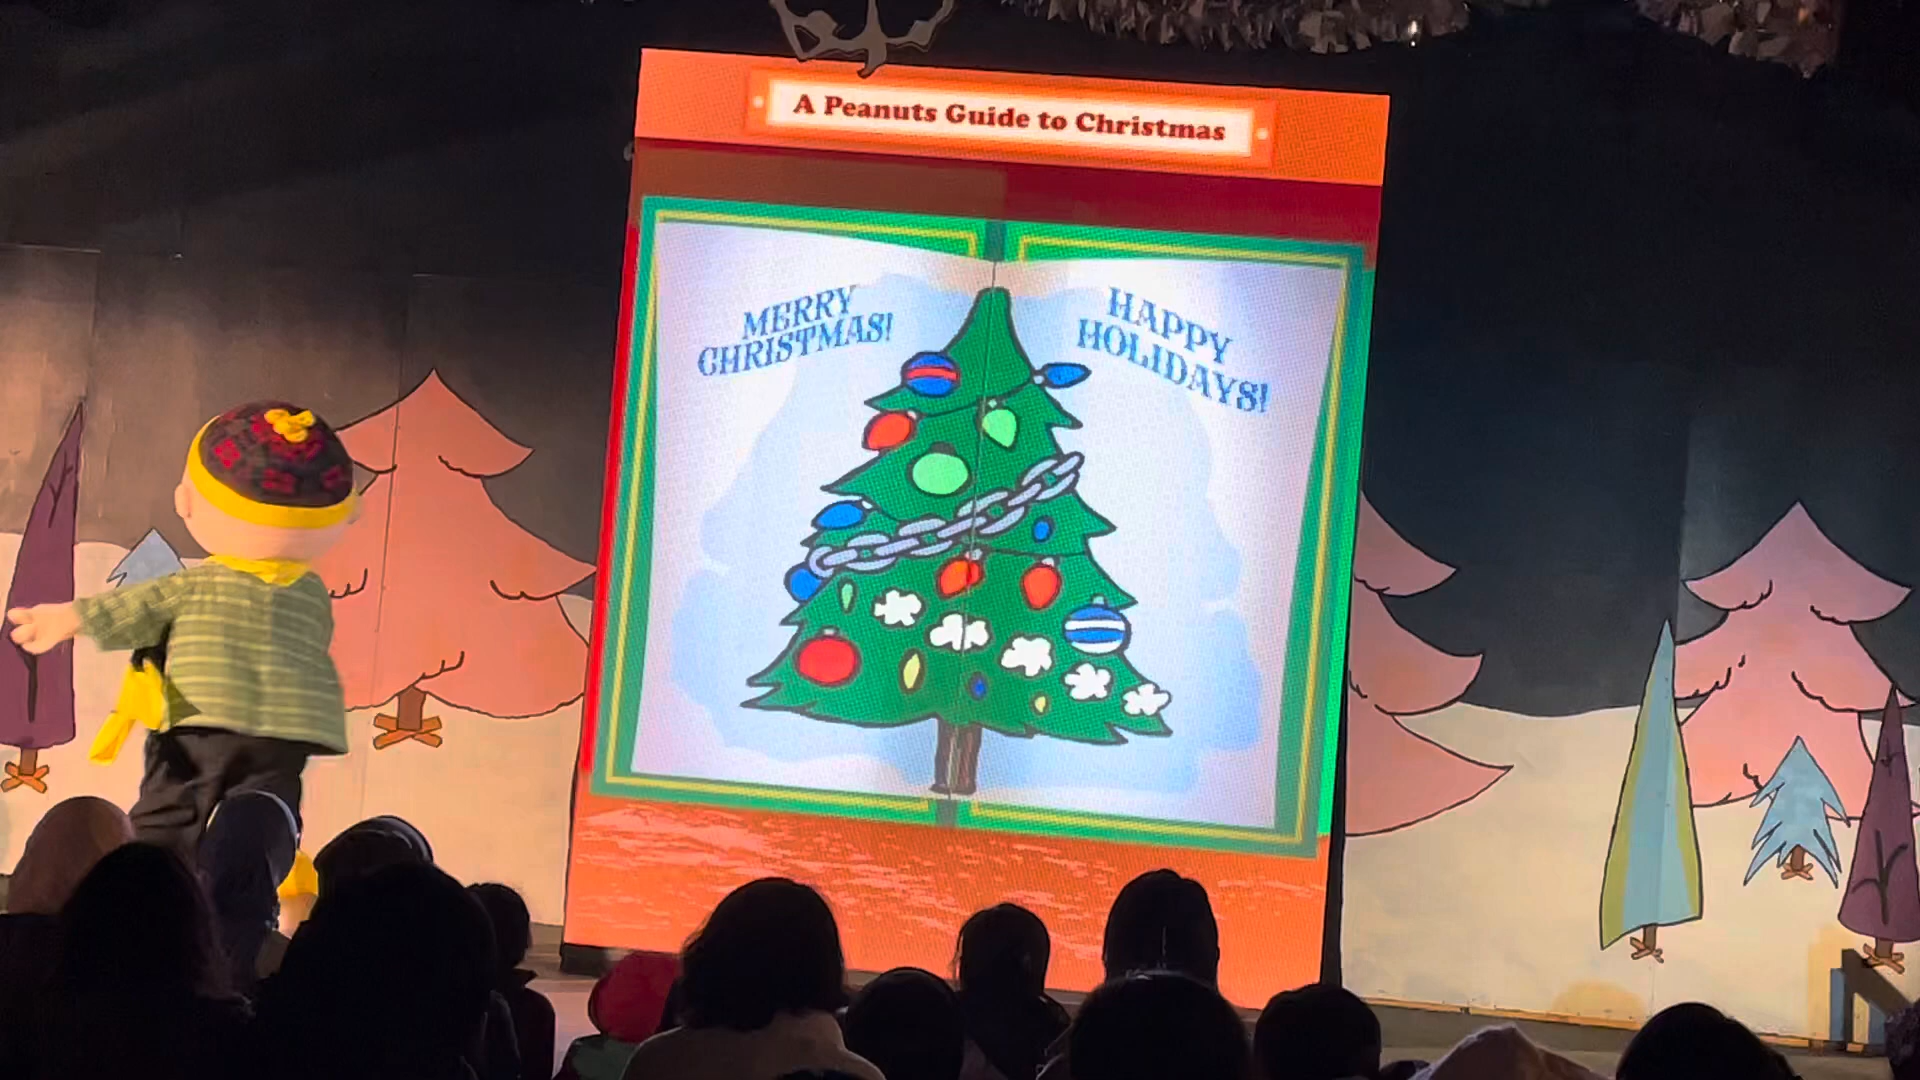 A Peanuts Guide to Christmas
MERRY
CHRISTMAS!
HAPPY
HOLIDAYS!